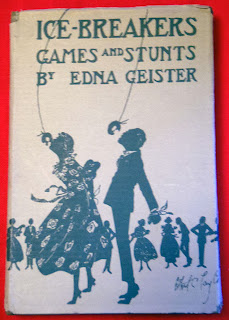 ICE-BREAKERS
GAMES AND STUNTS
BY EDNA GEISTER